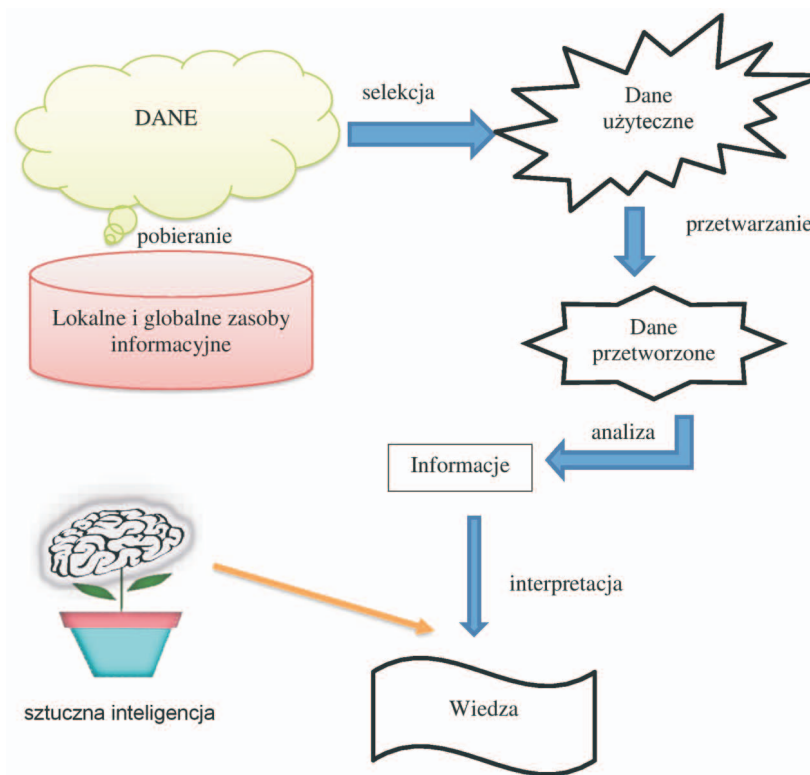 DANE
selekcja
Dane
użyteczne
pobieranie
przetwarzanie
Lokalne i globalne zasoby
informacyjne
Dane
przetworzone
analiza
Informacje
interpretacja
sztuczna inteligencja
Wiedza